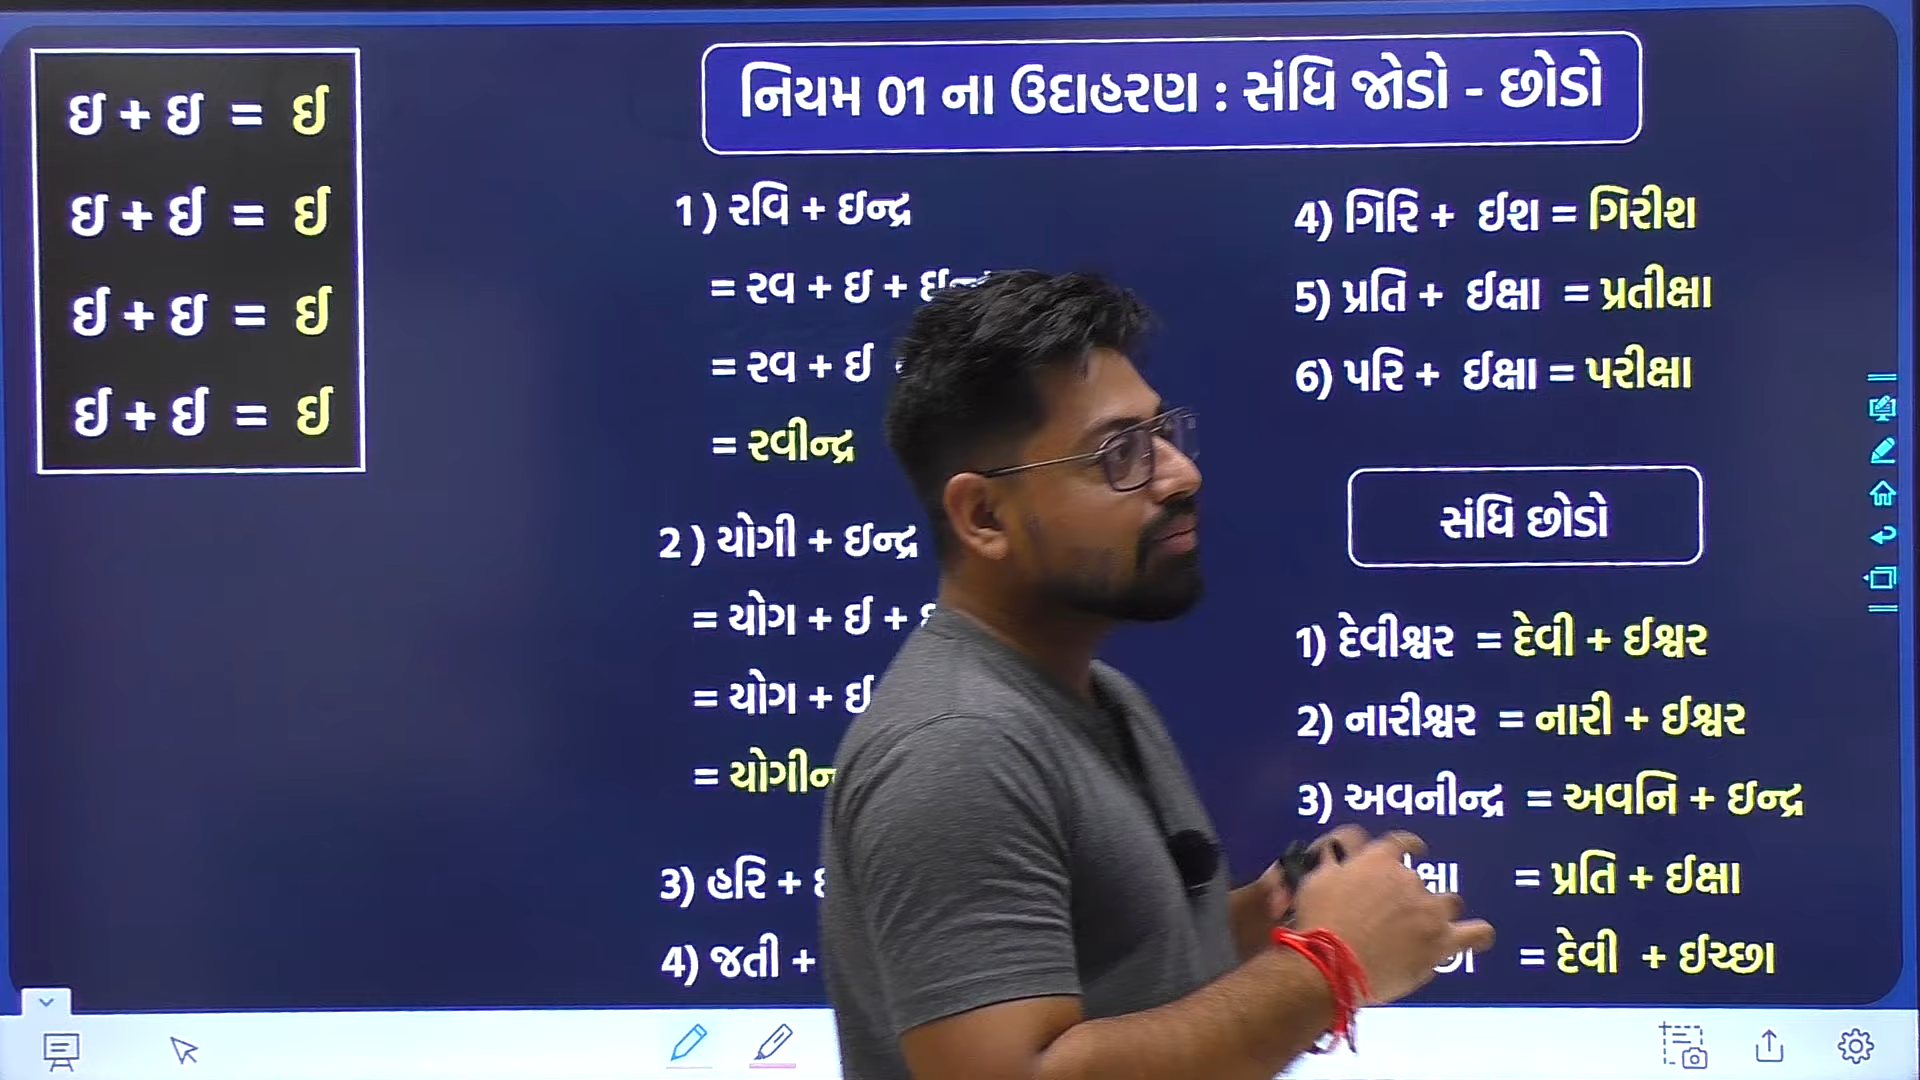 ઇ + ઇ = ઈ
ઇ + ઈ = ઈ
ઈ + ઇ = ઈ
ઈ + ઈ = ઈ
નિયમ 01 ના ઉદાહરણ : સંધિ જોડો - છોડો
1 ) રવિ + ઇન્દ્ર
= રવ + ઇ +
= રવ + ઈ
= રવીન્દ્ર
2 ) યોગી + ઇન્દ્ર
= યોગ + ઈ +
= યોગ + ઈ
=
3) હરિ +
4) જતી +
4) ગિરિ + ઈશ = ગિરીશ
5) પ્રતિ + ઈક્ષા = પ્રતીક્ષા
6) પરિ + ઈક્ષા = પરીક્ષા
સંધિ છોડો
1) દેવીશ્વર = દેવી + ઈશ્વર
2) નારીશ્વર = નારી + ઈશ્વર
3) અવનીન્દ્ર = અવનિ + ઇન્દ્ર
= પ્રતિ + ઈક્ષા
= દેવી + ઈચ્છા